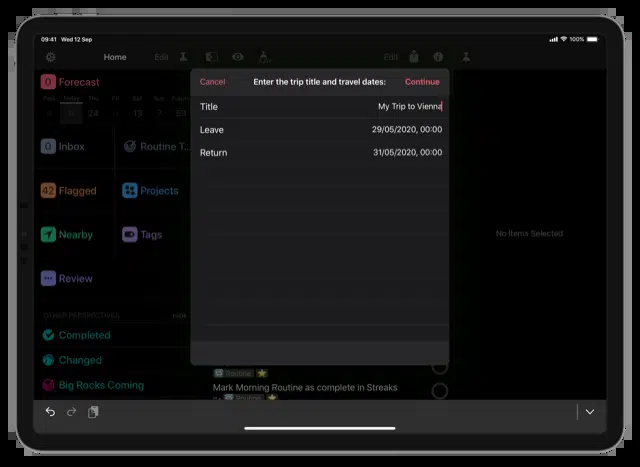 09:41 Wed 12 Sep
100%
Home
Edit
Edit
0 Forecast
Today Thu
24
13 7
0 Inbox
Routine T...
42 Flagged
Projects
Nearby
Tags
Review
OTHER PERSPECTIVES
Completed
Changed
Big Rocks Coming
Cancel
Enter the trip title and travel dates:
Continue
Title
My Trip to Vienna
Leave
29/05/2020, 00:00
Return
31/05/2020, 00:00
No Items Selected
Routine
Mark Morning Routine as complete in Streaks
Routine